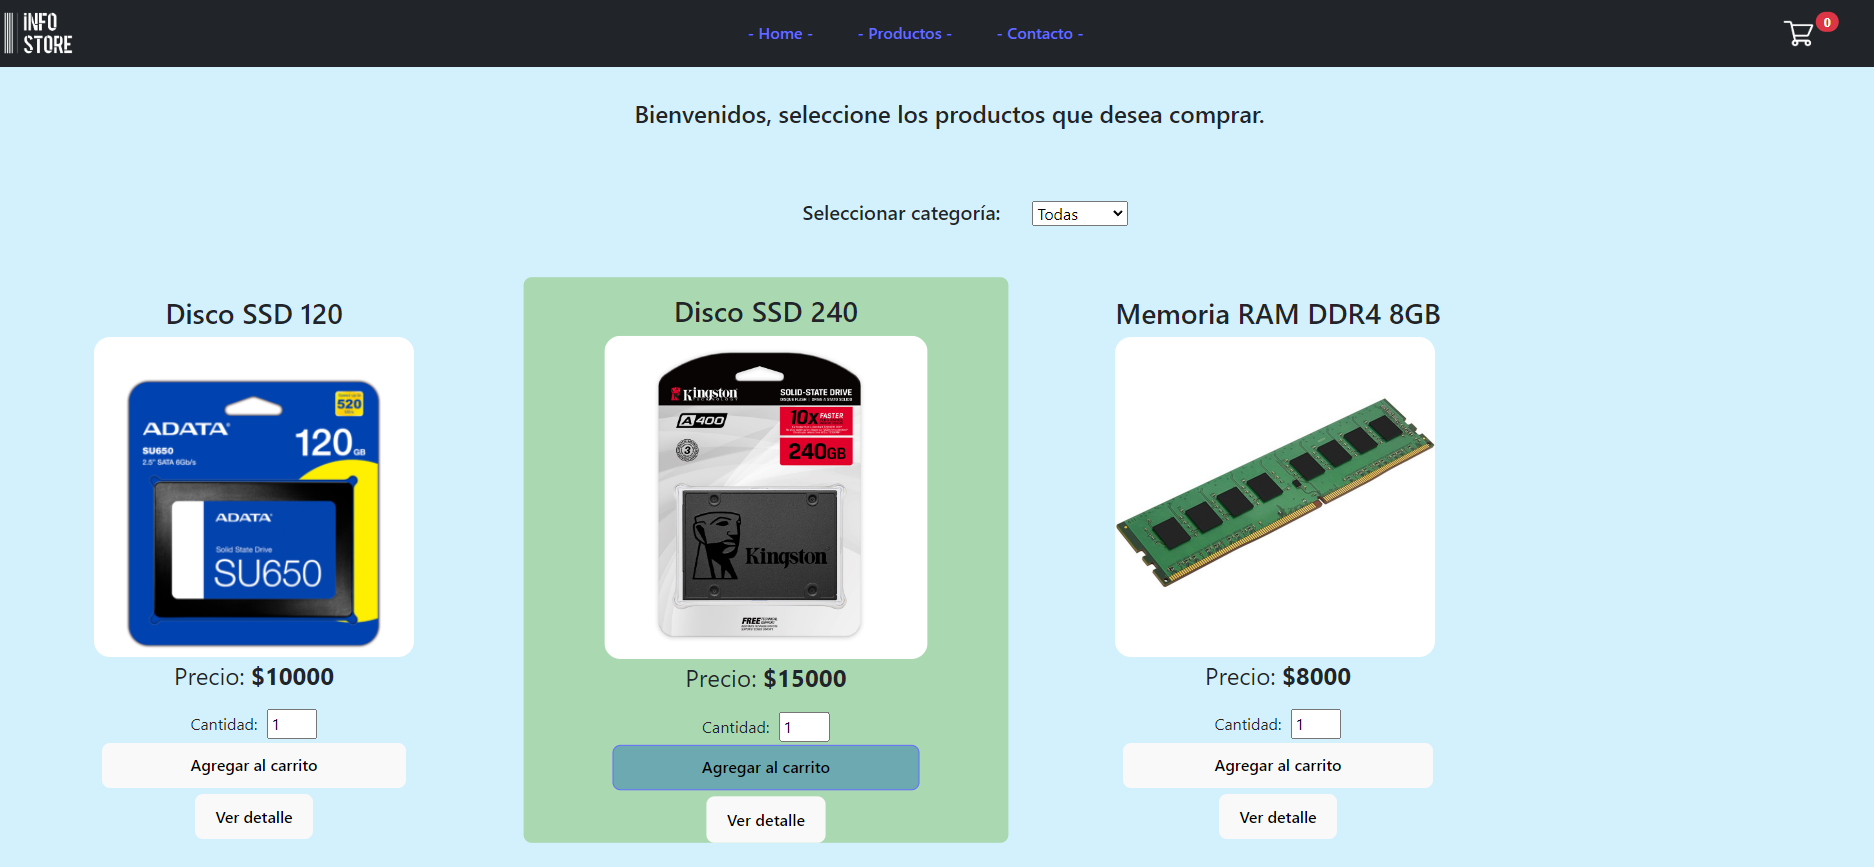 iNFO
STORE
- Home -
- Productos -
- Contacto -
0
Bienvenidos, seleccione los productos que desea comprar.
Seleccionar categoría:
Todas
Disco SSD 120
520
ADATA
120GB
SU650
2.5" SATA 6Gb/s
ADATA
Solid State Drive
SU650
Precio: $10000
Cantidad: 1
Agregar al carrito
Ver detalle
Disco SSD 240
Kingston
SOLID-STATE DRIVE
A400
10x FASTER
3
240GB
Kingston
FREE
Precio: $15000
Cantidad: 1
Agregar al carrito
Ver detalle
Memoria RAM DDR4 8GB
Precio: $8000
Cantidad: 1
Agregar al carrito
Ver detalle